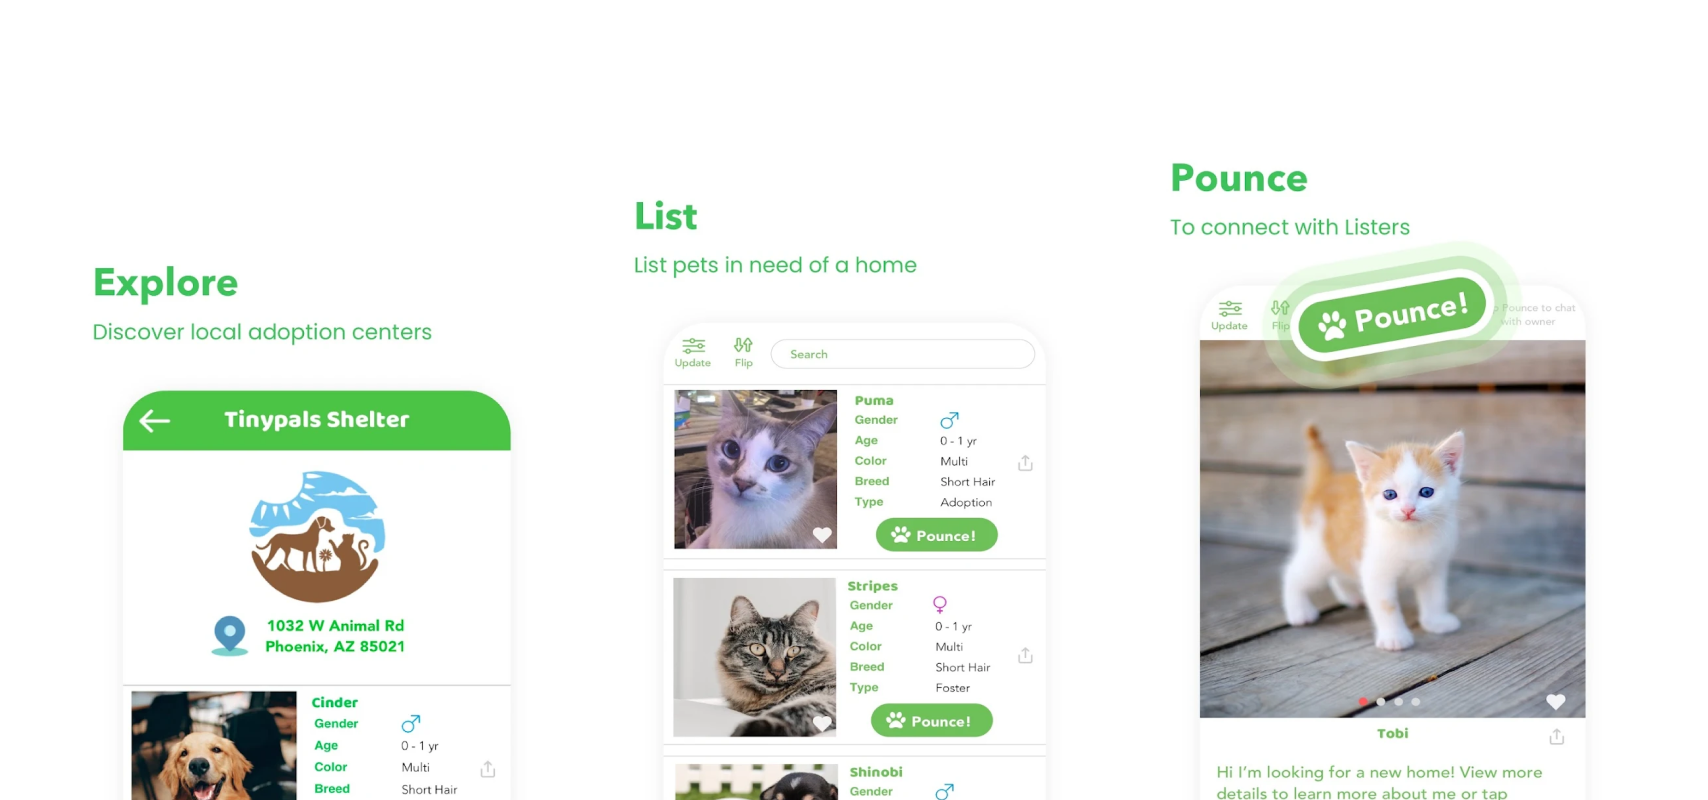 Explore
Discover local adoption centers
Tinypals Shelter
1032 W Animal Rd
Phoenix, AZ 85021
Cinder
Gender
Age 0 - 1 yr
Color Multi
Breed Short Hair
List
List pets in need of a home
Update Flip Search
Puma
Gender
Age 0 - 1 yr
Color Multi
Breed Short Hair
Type Adoption
Pounce!
Stripes
Gender
Age 0 - 1 yr
Color Multi
Breed Short Hair
Type Foster
Pounce!
Shinobi
Gender
Pounce
To connect with Listers
Update Flip
Pounce!
Pounce to chat
with owner
Tobi
Hi I'm looking for a new home! View more
details to learn more about me or tap